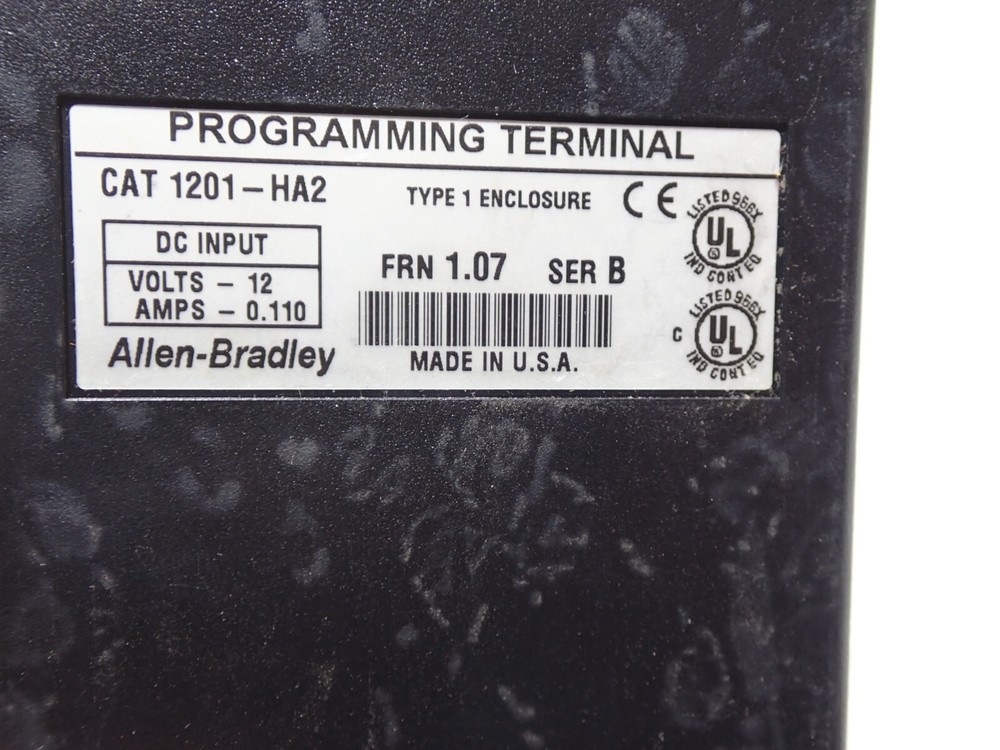 PROGRAMMING TERMINAL
CAT 1201-HA2
TYPE 1 ENCLOSURE
CE
LISTED 966X
UL
IND CONT EQ
DC INPUT
VOLTS - 12
AMPS - 0.110
FRN 1.07 SER B
Allen-Bradley
MADE IN U.S.A.
LISTED 966X
C UL
IND CONT EQ